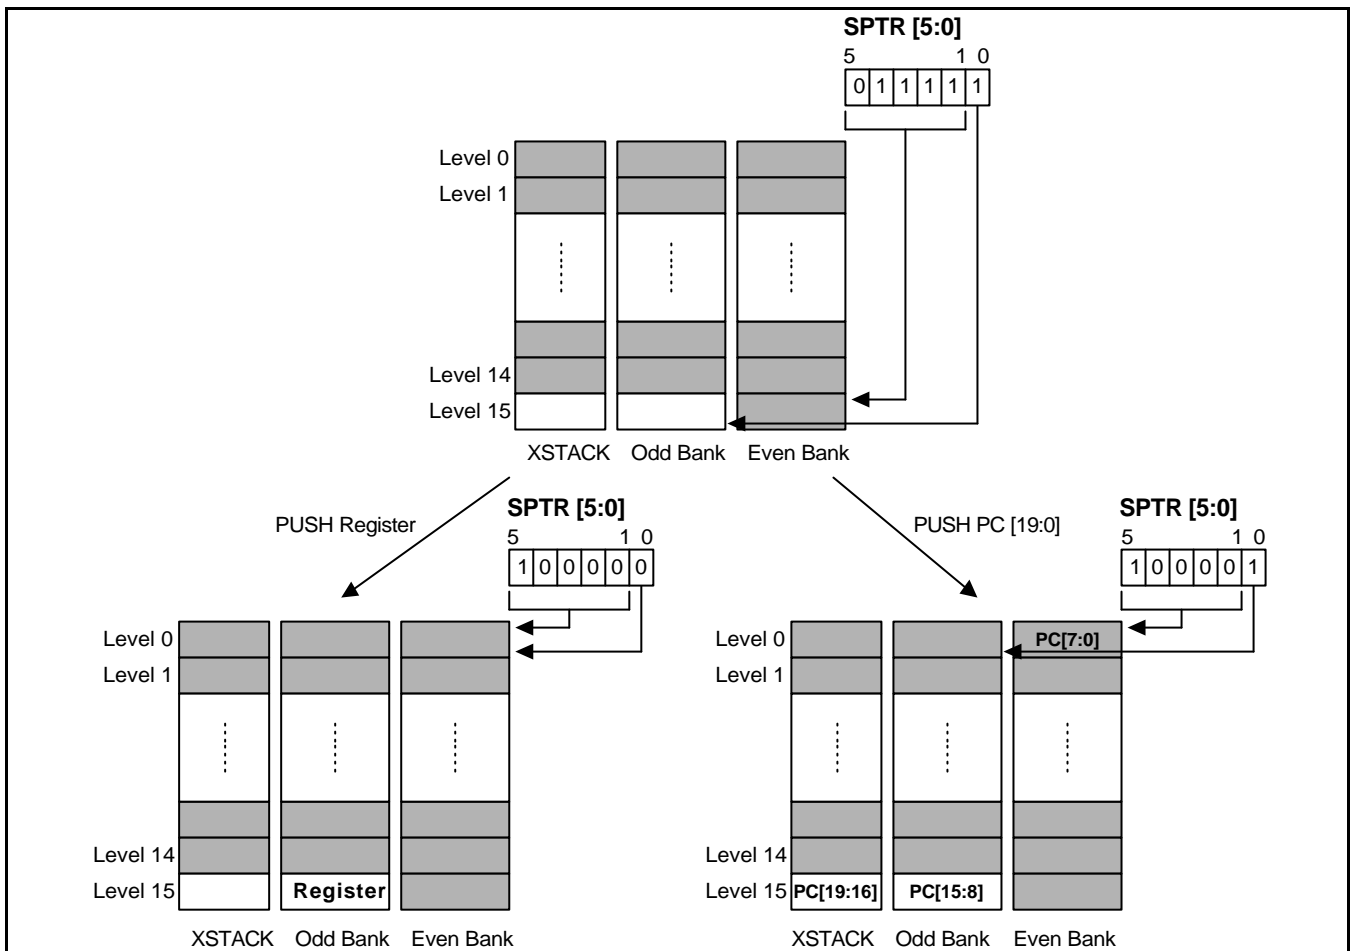 SPTR [5:0]
5 1 0
0 1 1 1 1 1
Level 0
Level 1
Level 14
Level 15
XSTACK Odd Bank Even Bank
PUSH Register
SPTR [5:0]
5 1 0
1 0 0 0 0 0
Level 0
Level 1
Level 14
Level 15 Register
XSTACK Odd Bank Even Bank
PUSH PC [19:0]
SPTR [5:0]
5 1 0
1 0 0 0 0 1
Level 0 PC[7:0]
Level 1
Level 14
Level 15 PC[19:16] PC[15:8]
XSTACK Odd Bank Even Bank